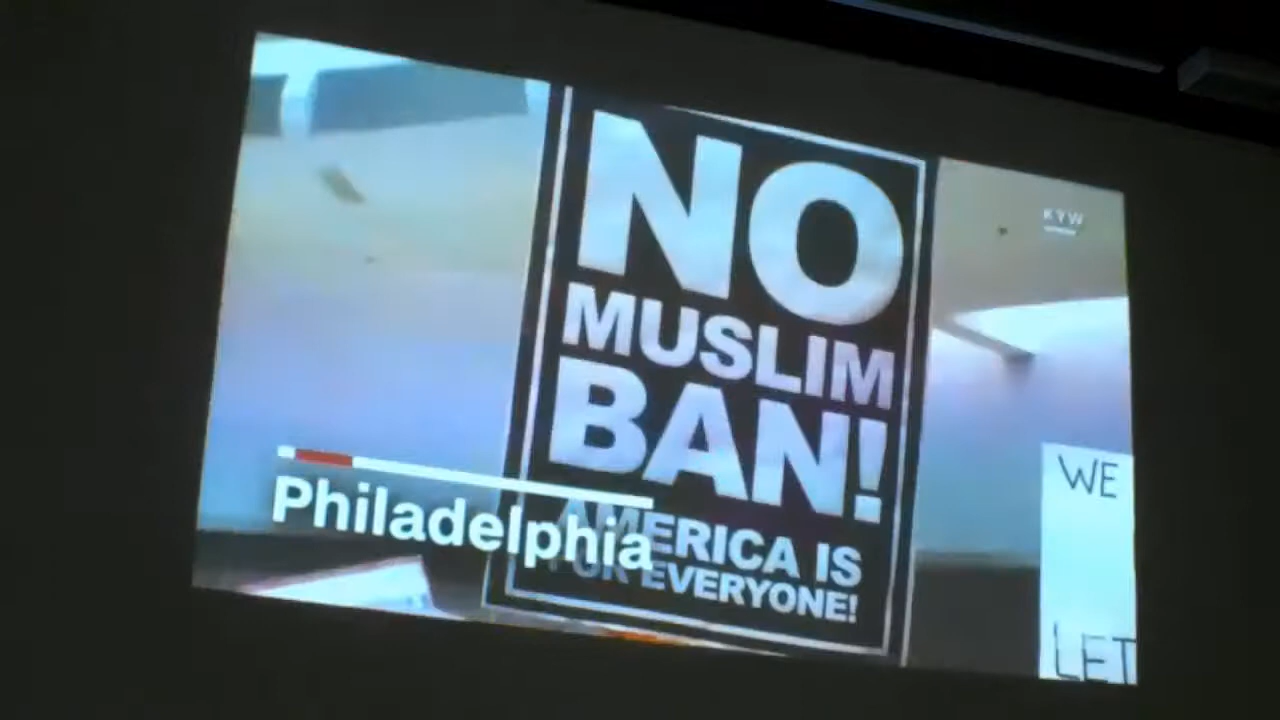 NO
MUSLIM
BAN!
AMERICA IS
FOR EVERYONE!
Philadelphia
KYW
WE
LET